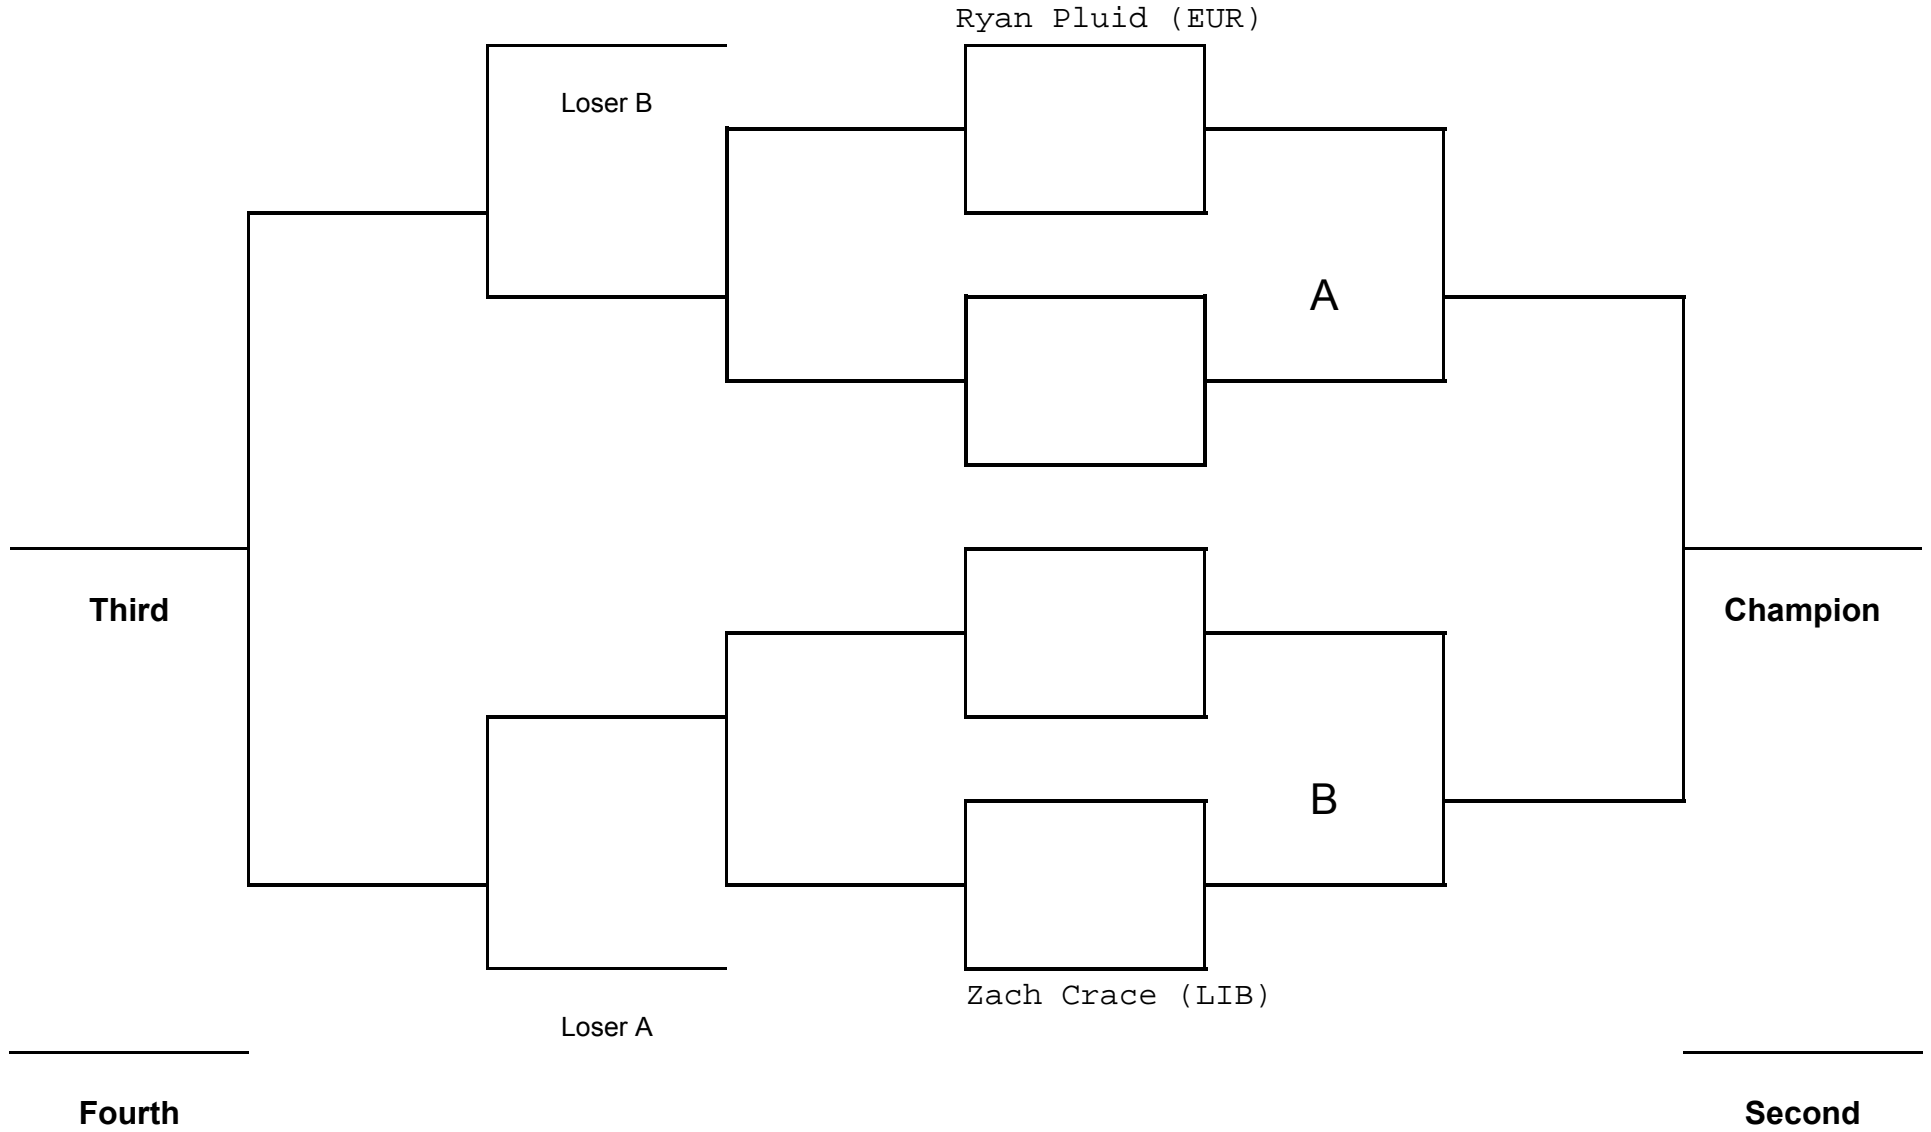 Ryan Pluid (EUR)
Loser B
A
Third
Champion
B
Zach Crace (LIB)
Loser A
Fourth
Second